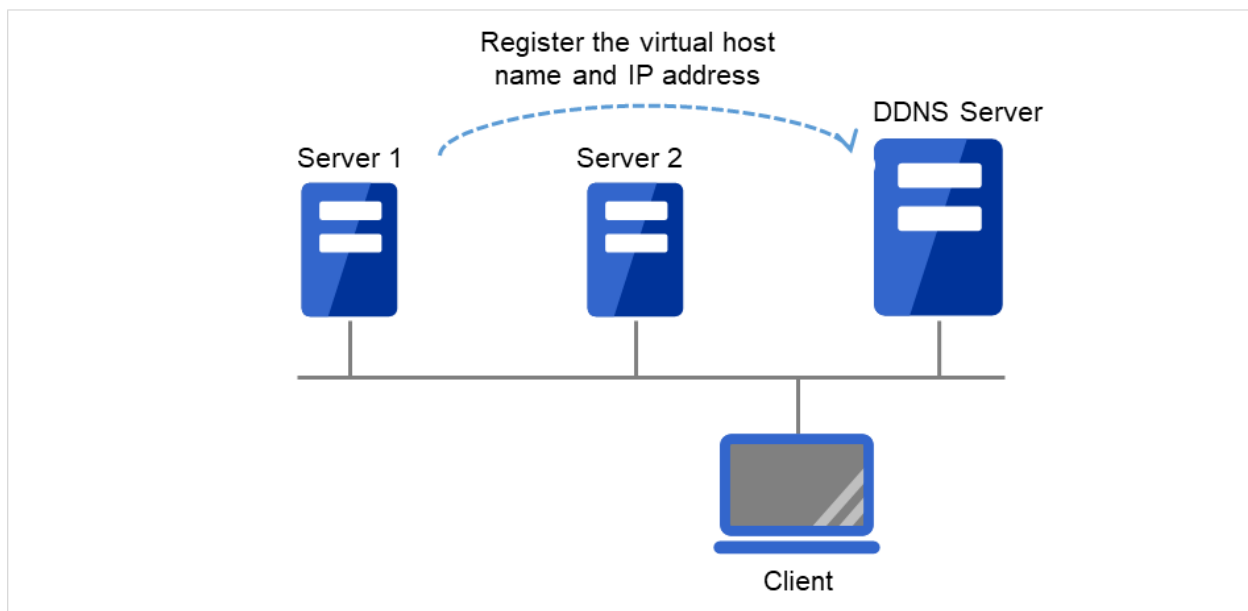 Register the virtual host
name and IP address
DDNS Server
Server 1
Server 2
Client